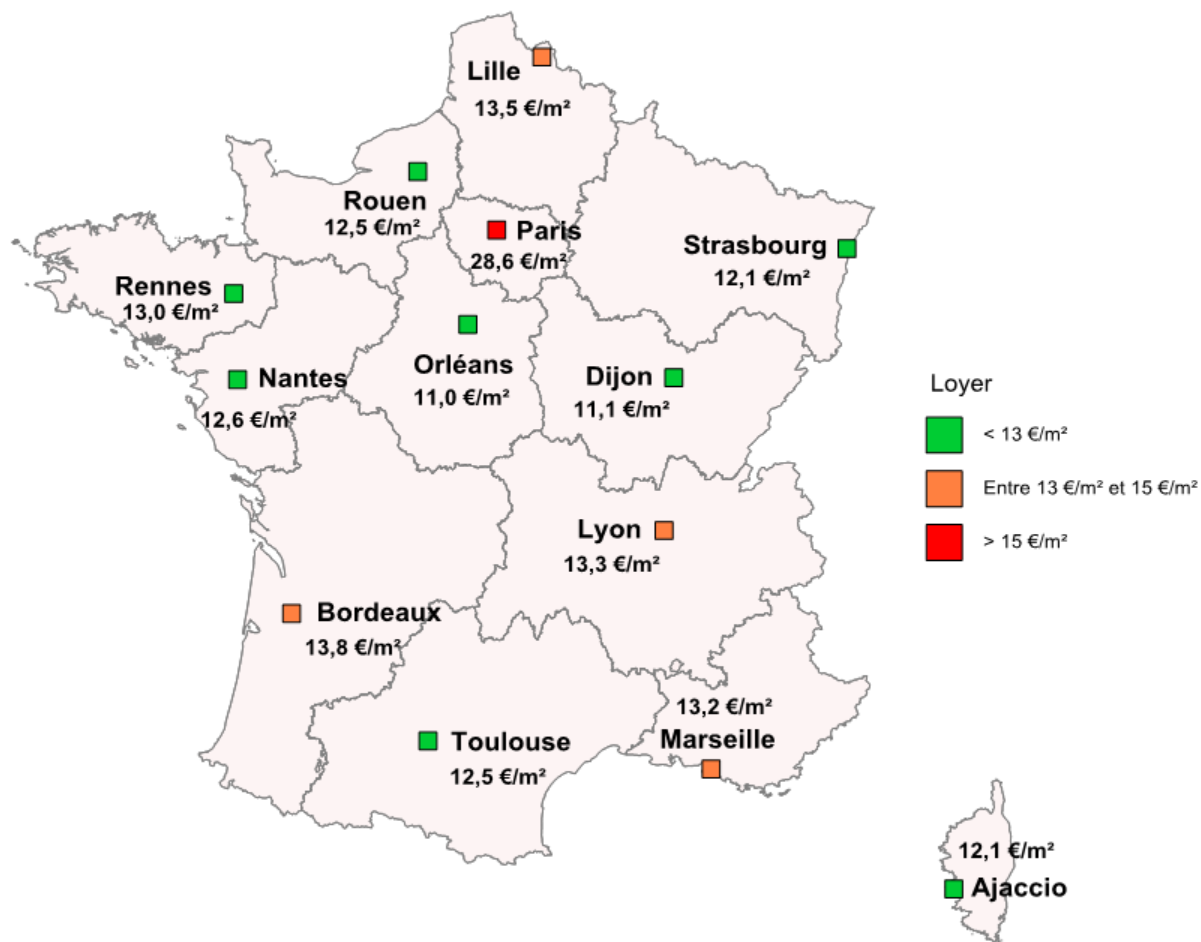 Lille
13,5 €/m²
Rouen
12,5 €/m²
Paris
28,6 €/m²
Strasbourg
12,1 €/m²
Rennes
13,0 €/m²
Orléans
11,0 €/m²
Nantes
12,6 €/m²
Dijon
11,1 €/m²
Loyer
< 13 €/m²
Entre 13 €/m² et 15 €/m²
> 15 €/m²
Lyon
13,3 €/m²
Bordeaux
13,8 €/m²
13,2 €/m²
Marseille
Toulouse
12,5 €/m²
12,1 €/m²
Ajaccio